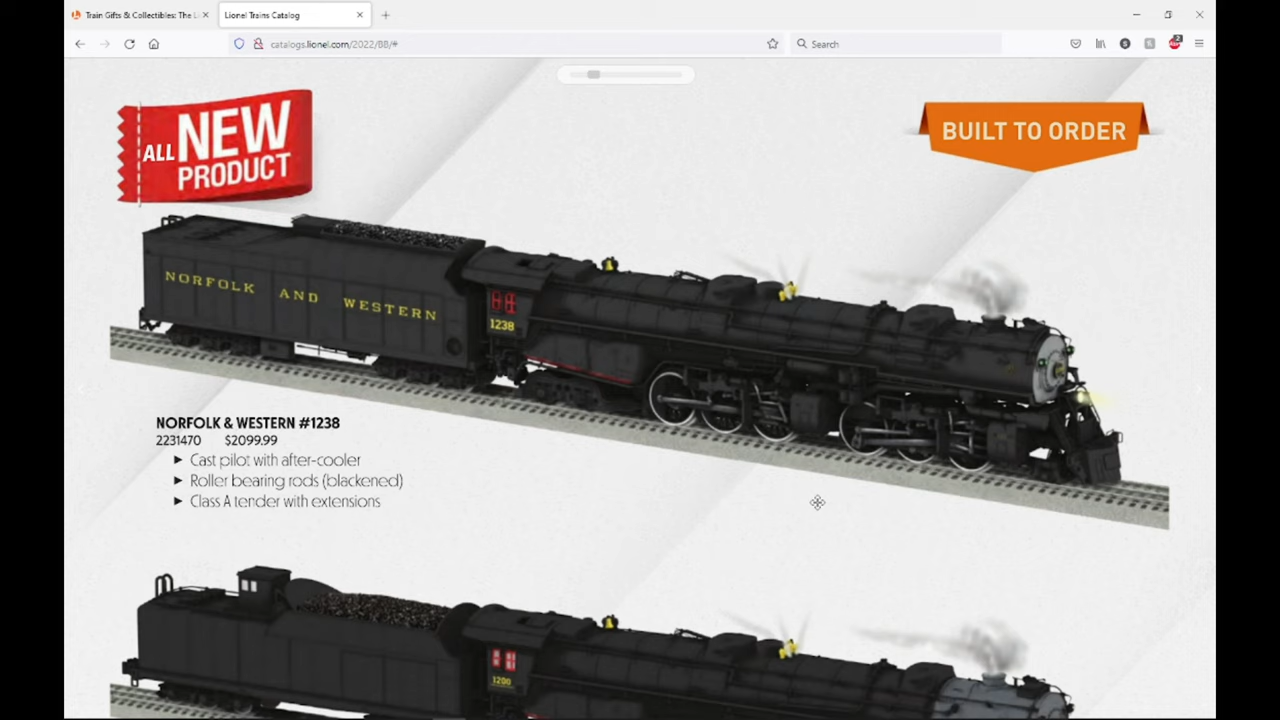 Train Gifts & Collectibles: The L
Lionel Trains Catalog
catalogs.lionel.com/2022/BB/#
Search
2
ALL NEW
PRODUCT
BUILT TO ORDER
NORFOLK AND WESTERN
1238
NORFOLK & WESTERN #1238
2231470 $2099.99
► Cast pilot with after-cooler
► Roller bearing rods (blackened)
► Class A tender with extensions
1200